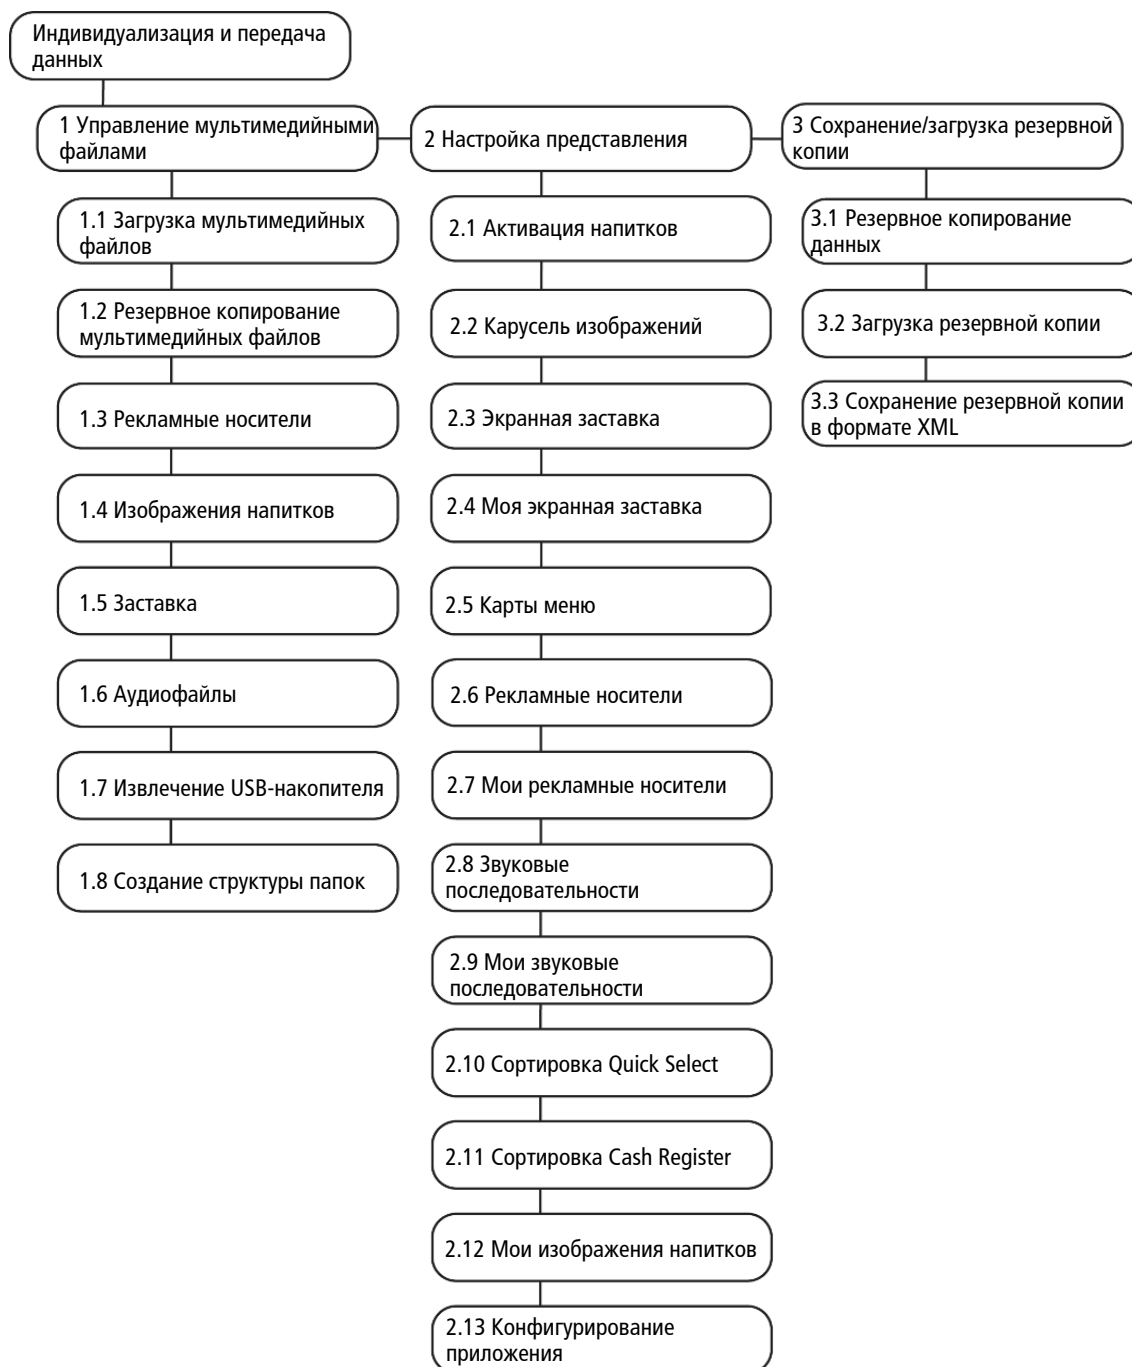 Индивидуализация и передача
данных
1 Управление мультимедийными
файлами
1.1 Загрузка мультимедийных
файлов
1.2 Резервное копирование
мультимедийных файлов
1.3 Рекламные носители
1.4 Изображения напитков
1.5 Заставка
1.6 Аудиофайлы
1.7 Извлечение USB-накопителя
1.8 Создание структуры папок
2 Настройка представления
2.1 Активация напитков
2.2 Карусель изображений
2.3 Экранная заставка
2.4 Моя экранная заставка
2.5 Карты меню
2.6 Рекламные носители
2.7 Мои рекламные носители
2.8 Звуковые
последовательности
2.9 Мои звуковые
последовательности
2.10 Сортировка Quick Select
2.11 Сортировка Cash Register
2.12 Мои изображения напитков
2.13 Конфигурирование
приложения
3 Сохранение/загрузка резервной
копии
3.1 Резервное копирование
данных
3.2 Загрузка резервной копии
3.3 Сохранение резервной копии
в формате XML